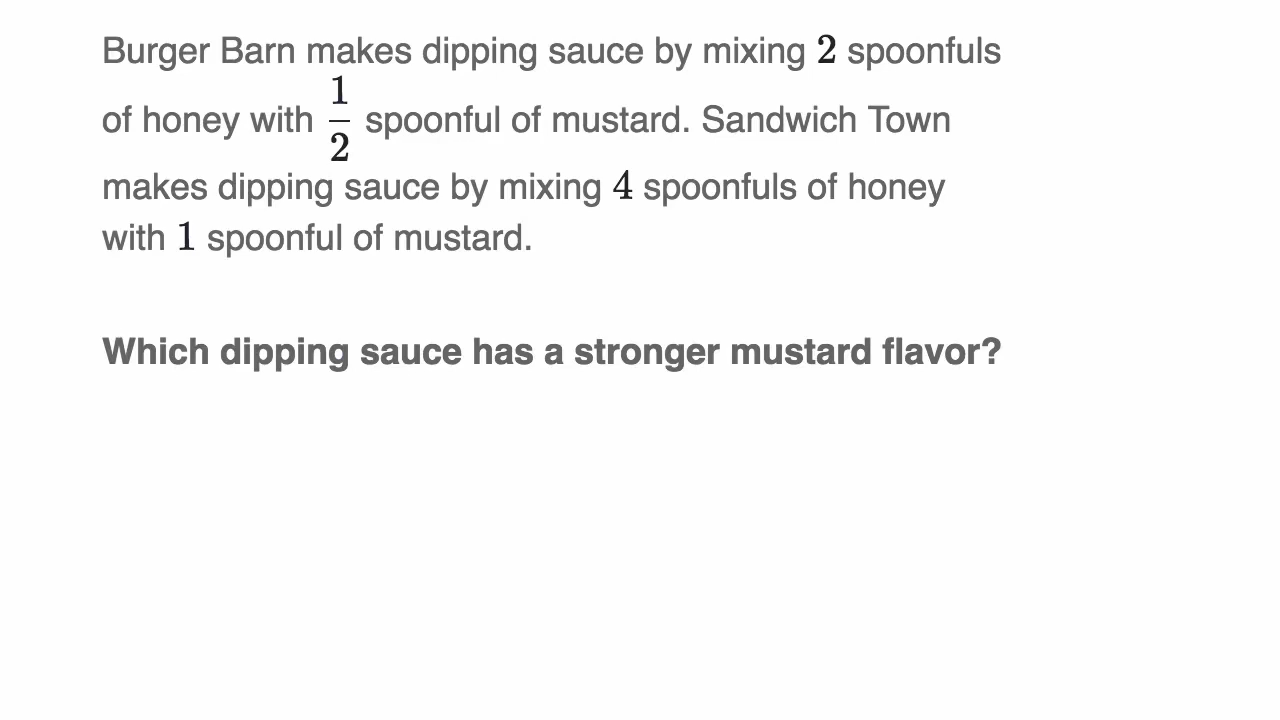 Burger Barn makes dipping sauce by mixing 2 spoonfuls
of honey with 1/2 spoonful of mustard. Sandwich Town
makes dipping sauce by mixing 4 spoonfuls of honey
with 1 spoonful of mustard.
Which dipping sauce has a stronger mustard flavor?